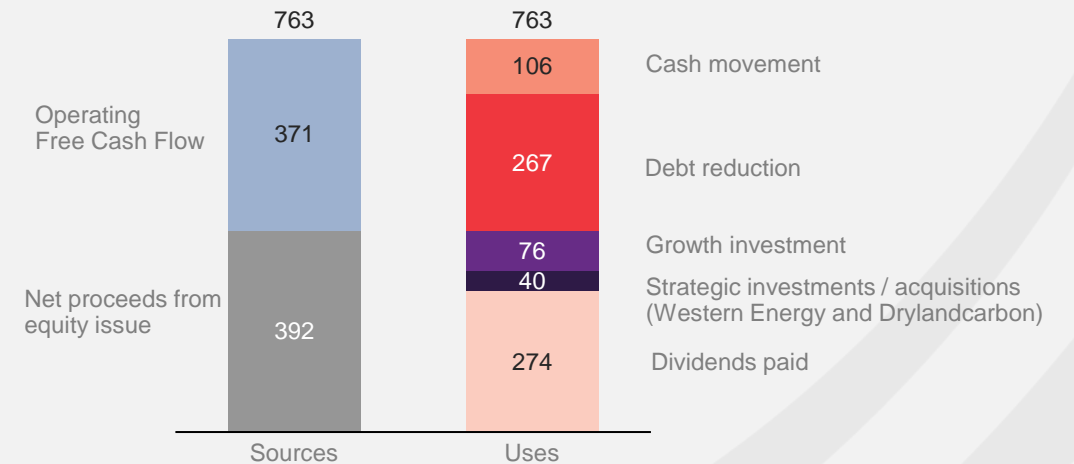 763
763
106
Cash movement
Operating
Free Cash Flow
371
267
Debt reduction
76
Growth investment
40
Strategic investments / acquisitions
(Western Energy and Drylandcarbon)
Net proceeds from
equity issue
392
274
Dividends paid
Sources
Uses